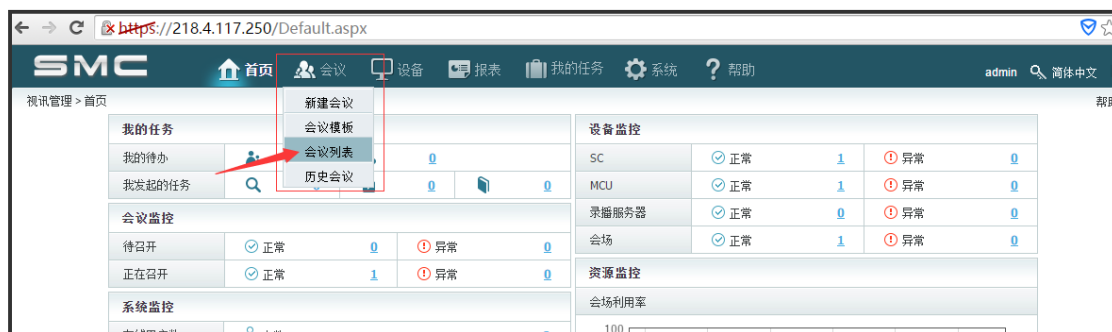 https://218.4.117.250/Default.aspx
SMC 首页 会议 设备 报表 我的任务 系统 ? 帮助 admin 简体中文
视讯管理 > 首页
新建会议
会议模板
会议列表
历史会议
我的任务
我的待办 0
我发起的任务 0 0
会议监控
待召开 正常 0 异常 0
正在召开 正常 1 异常 0
系统监控
设备监控
SC 正常 1 异常 0
MCU 正常 1 异常 0
录播服务器 正常 0 异常 0
会场 正常 1 异常 0
资源监控
会场利用率
100